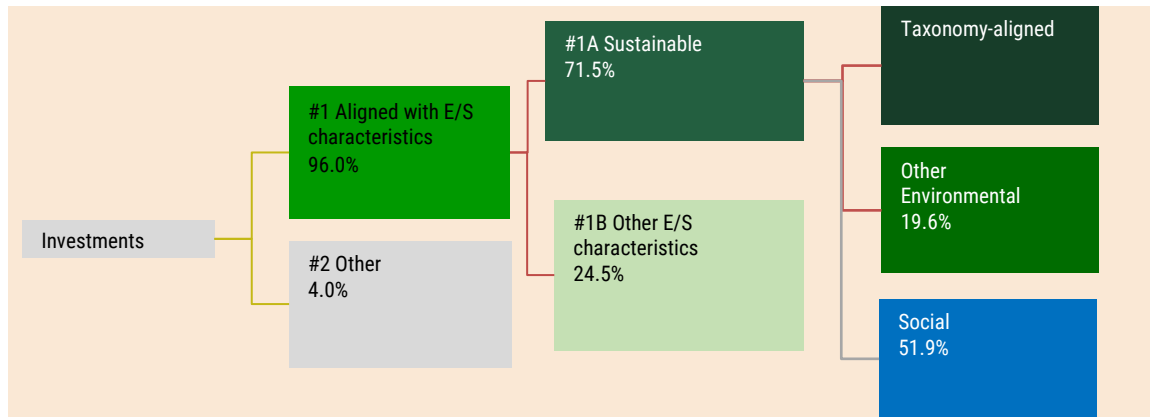 Investments
#1 Aligned with E/S
characteristics
96.0%
#2 Other
4.0%
#1A Sustainable
71.5%
#1B Other E/S
characteristics
24.5%
Taxonomy-aligned
Other
Environmental
19.6%
Social
51.9%